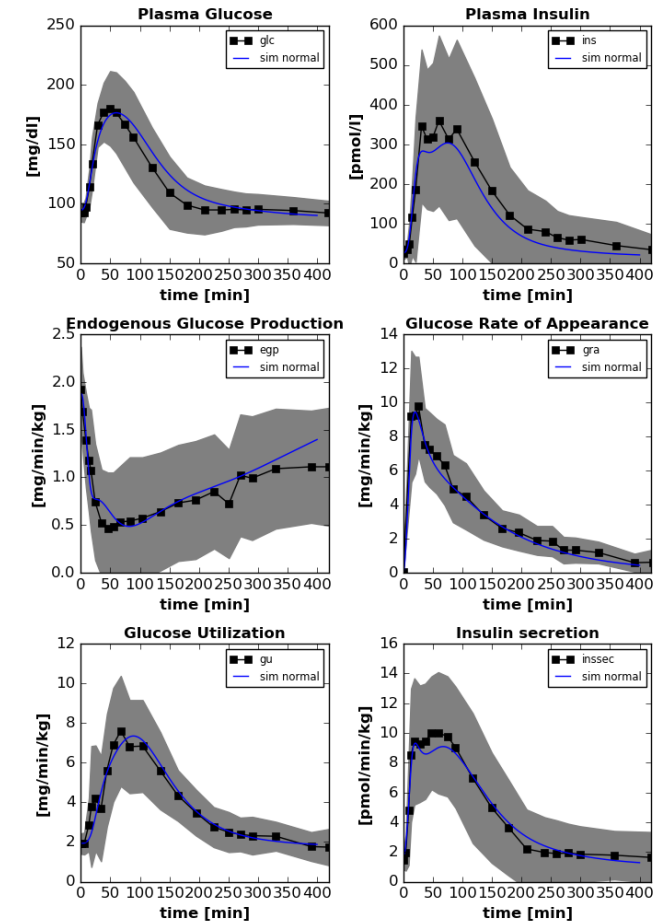 Plasma Glucose
250
200
150
100
50
[mg/dl]
glc
sim normal
0 50 100 150 200 250 300 350 400
time [min]
Plasma Insulin
600
500
400
300
200
100
0
[pmol/l]
ins
sim normal
0 50 100 150 200 250 300 350 400
time [min]
Endogenous Glucose Production
2.5
2.0
1.5
1.0
0.5
0.0
[mg/min/kg]
egp
sim normal
0 50 100 150 200 250 300 350 400
time [min]
Glucose Rate of Appearance
14
12
10
8
6
4
2
0
[mg/min/kg]
gra
sim normal
0 50 100 150 200 250 300 350 400
time [min]
Glucose Utilization
12
10
8
6
4
2
0
[mg/min/kg]
gu
sim normal
0 50 100 150 200 250 300 350 400
time [min]
Insulin secretion
16
14
12
10
8
6
4
2
0
[pmol/min/kg]
inssec
sim normal
0 50 100 150 200 250 300 350 400
time [min]